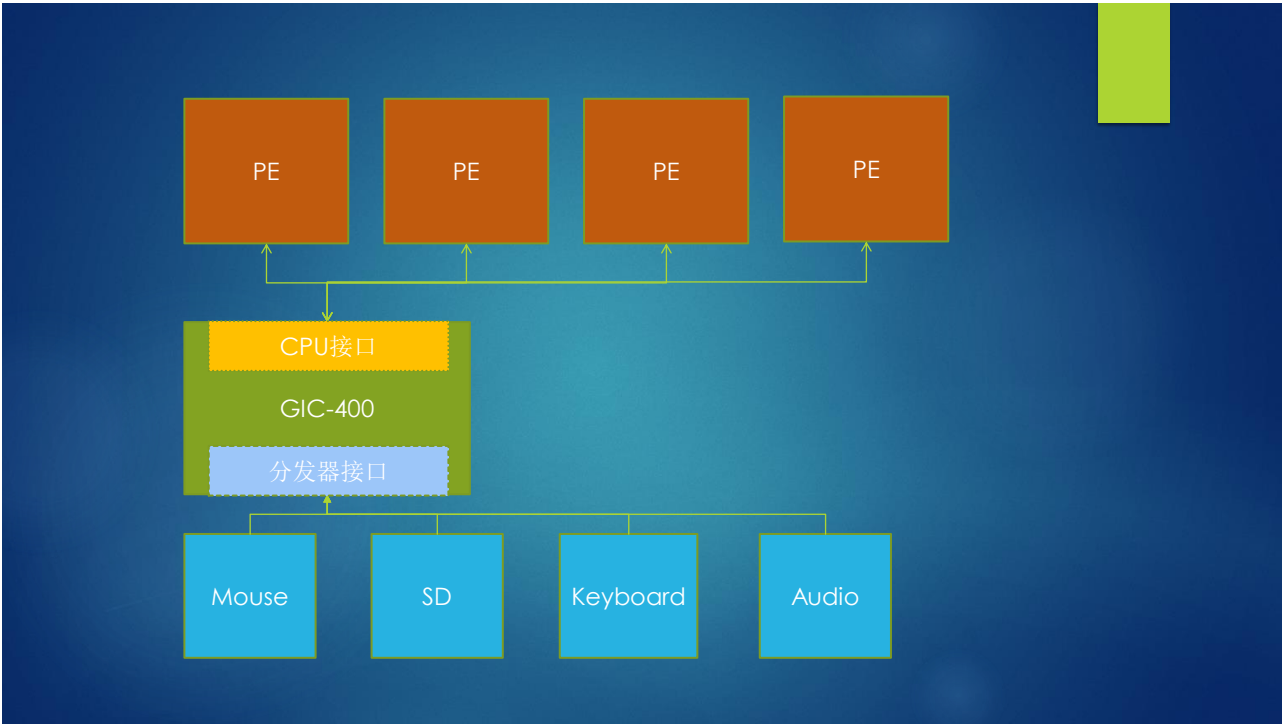 PE
PE
PE
PE
CPU接口
GIC-400
分发器接口
Mouse
SD
Keyboard
Audio